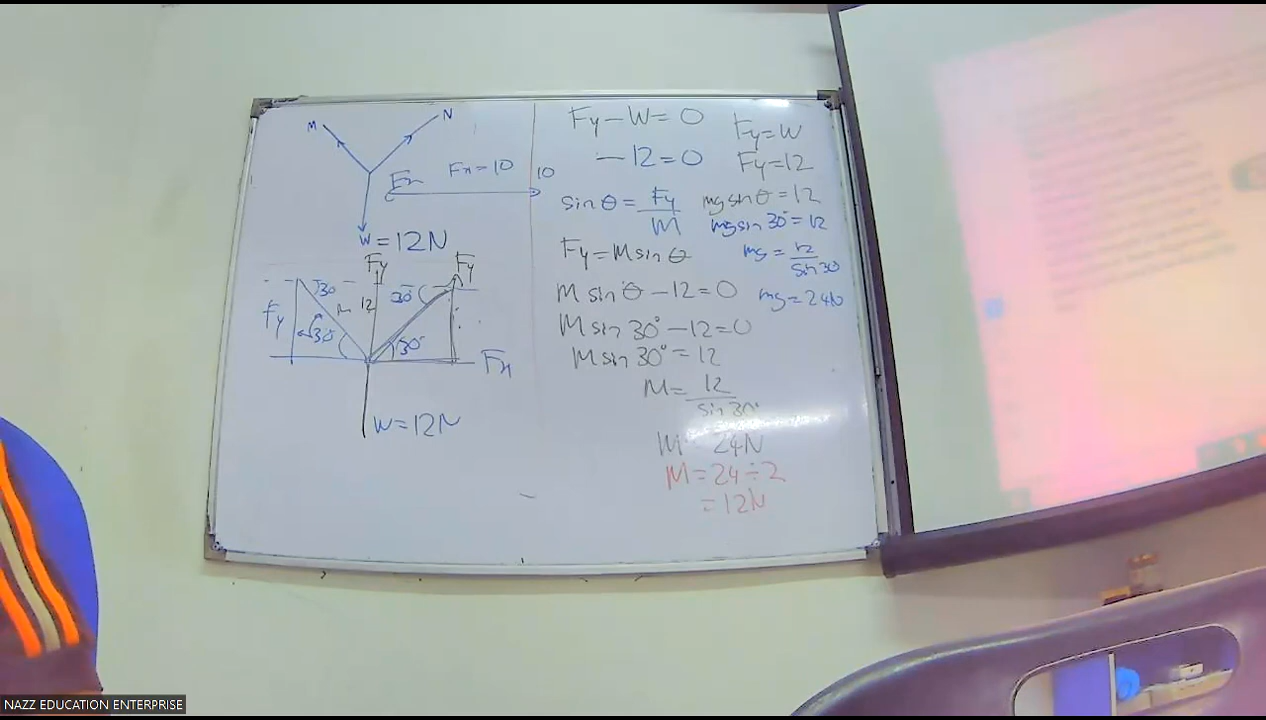 M
N
Fx
Fx = 10
10
W = 12N
Fy
Fy
30°
M
12
30°
Fy
30°
30°
Fx
W = 12N
Fy – W = 0
– 12 = 0
sin θ = Fy / M
Fy = M sin θ
M sin θ – 12 = 0
M sin 30° – 12 = 0
M sin 30° = 12
M = 12 / sin 30°
M = 24N
M = 24 ÷ 2
= 12N
Fy = W
Fy = 12
mg sin θ = 12
mg sin 30° = 12
mg = 12 / sin 30
mg = 24N
NAZZ EDUCATION ENTERPRISE